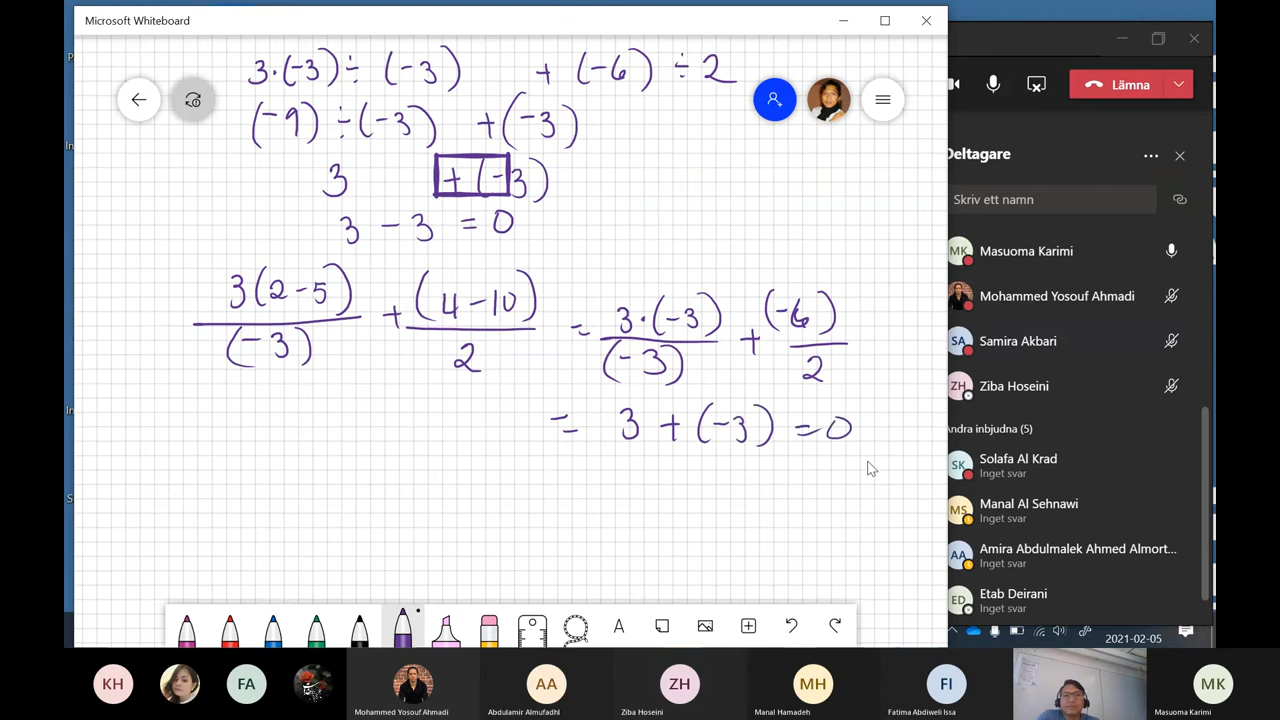 Microsoft Whiteboard
3·(-3) ÷ (-3) + (-6) ÷ 2
(-9) ÷ (-3) + (-3)
3 + (-3)
3 - 3 = 0
3(2-5)/(-3) + (4-10)/2 = 3·(-3)/(-3) + (-6)/2
= 3 + (-3) = 0
Lämna
Deltagare
Skriv ett namn
MK Masuoma Karimi
Mohammed Yosouf Ahmadi
SA Samira Akbari
ZH Ziba Hoseini
Andra inbjudna (5)
SK Solafa Al Krad
Inget svar
MS Manal Al Sehnawi
Inget svar
AA Amira Abdulmalek Ahmed Almort...
Inget svar
ED Etab Deirani
Inget svar
2021-02-05
KH FA AA ZH MH FI MK
Mohammed Yosouf Ahmadi Abdulamir Almufadhl Ziba Hoseini Manal Hamadeh Fatima Abdiweli Issa Masuoma Karimi